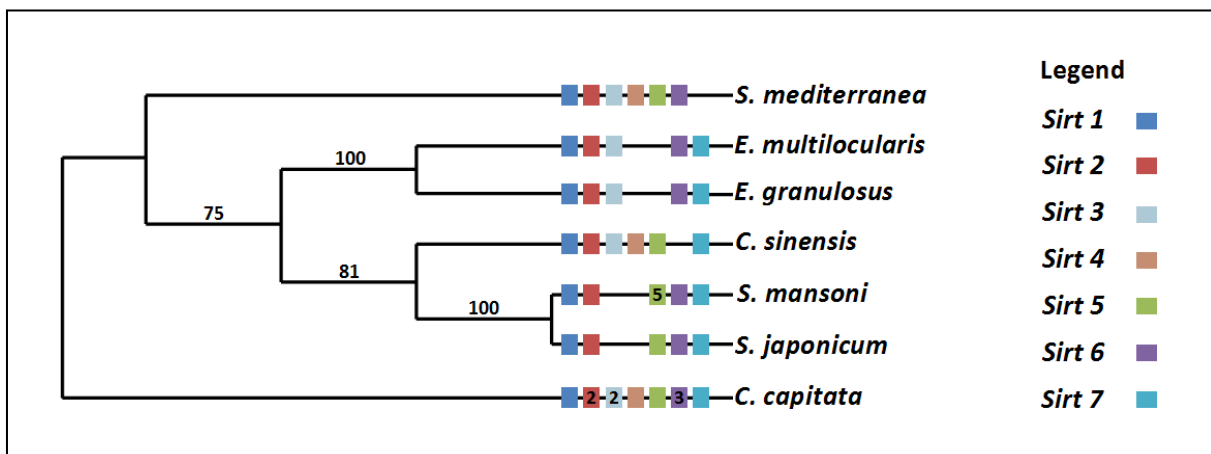 S. mediterranea
100
E. multilocularis
75
E. granulosus
81
C. sinensis
100
5
S. mansoni
S. japonicum
2 2 3
C. capitata
Legend
Sirt 1
Sirt 2
Sirt 3
Sirt 4
Sirt 5
Sirt 6
Sirt 7